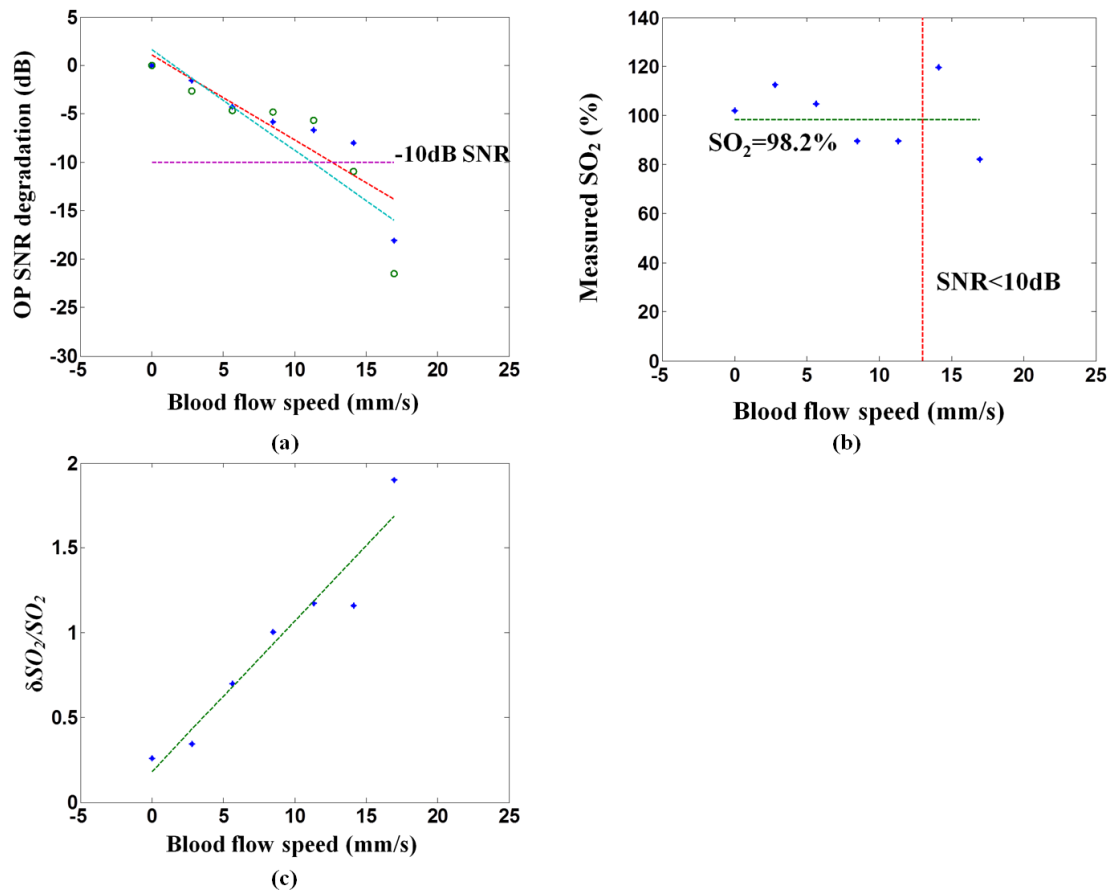 5
0
-5
-10
-15
-20
-25
-30
OP SNR degradation (dB)
-10dB SNR
-5 0 5 10 15 20 25
Blood flow speed (mm/s)
(a)
140
120
100
80
60
40
20
0
Measured SO₂ (%)
SO₂=98.2%
SNR<10dB
-5 0 5 10 15 20 25
Blood flow speed (mm/s)
(b)
2
1.5
1
0.5
0
δSO₂/SO₂
-5 0 5 10 15 20 25
Blood flow speed (mm/s)
(c)